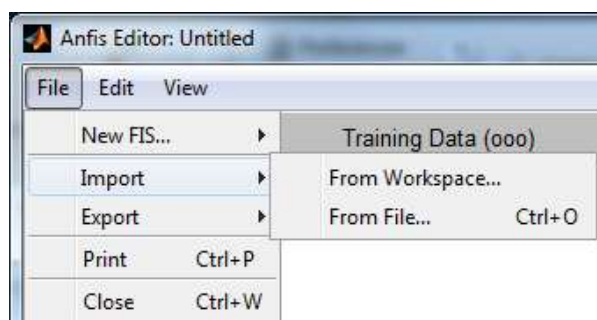 Anfis Editor: Untitled
File Edit View
New FIS...
Training Data (ooo)
Import
From Workspace...
Export
From File... Ctrl+O
Print Ctrl+P
Close Ctrl+W